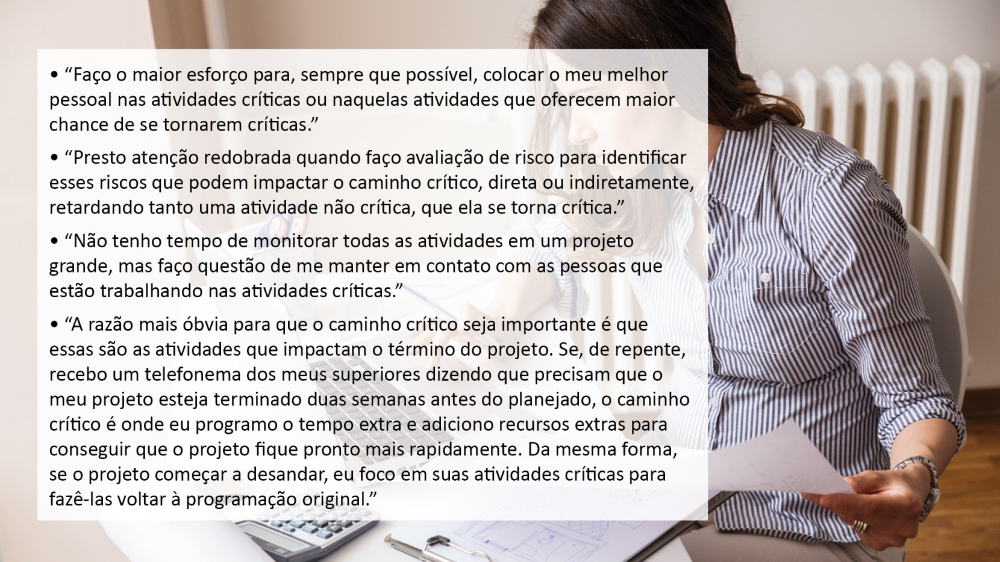 • “Faço o maior esforço para, sempre que possível, colocar o meu melhor
pessoal nas atividades críticas ou naquelas atividades que oferecem maior
chance de se tornarem críticas.”
• “Presto atenção redobrada quando faço avaliação de risco para identificar
esses riscos que podem impactar o caminho crítico, direta ou indiretamente,
retardando tanto uma atividade não crítica, que ela se torna crítica.”
• “Não tenho tempo de monitorar todas as atividades em um projeto
grande, mas faço questão de me manter em contato com as pessoas que
estão trabalhando nas atividades críticas.”
• “A razão mais óbvia para que o caminho crítico seja importante é que
essas são as atividades que impactam o término do projeto. Se, de repente,
recebo um telefonema dos meus superiores dizendo que precisam que o
meu projeto esteja terminado duas semanas antes do planejado, o caminho
crítico é onde eu programo o tempo extra e adiciono recursos extras para
conseguir que o projeto fique pronto mais rapidamente. Da mesma forma,
se o projeto começar a desandar, eu foco em suas atividades críticas para
fazê-las voltar à programação original.”